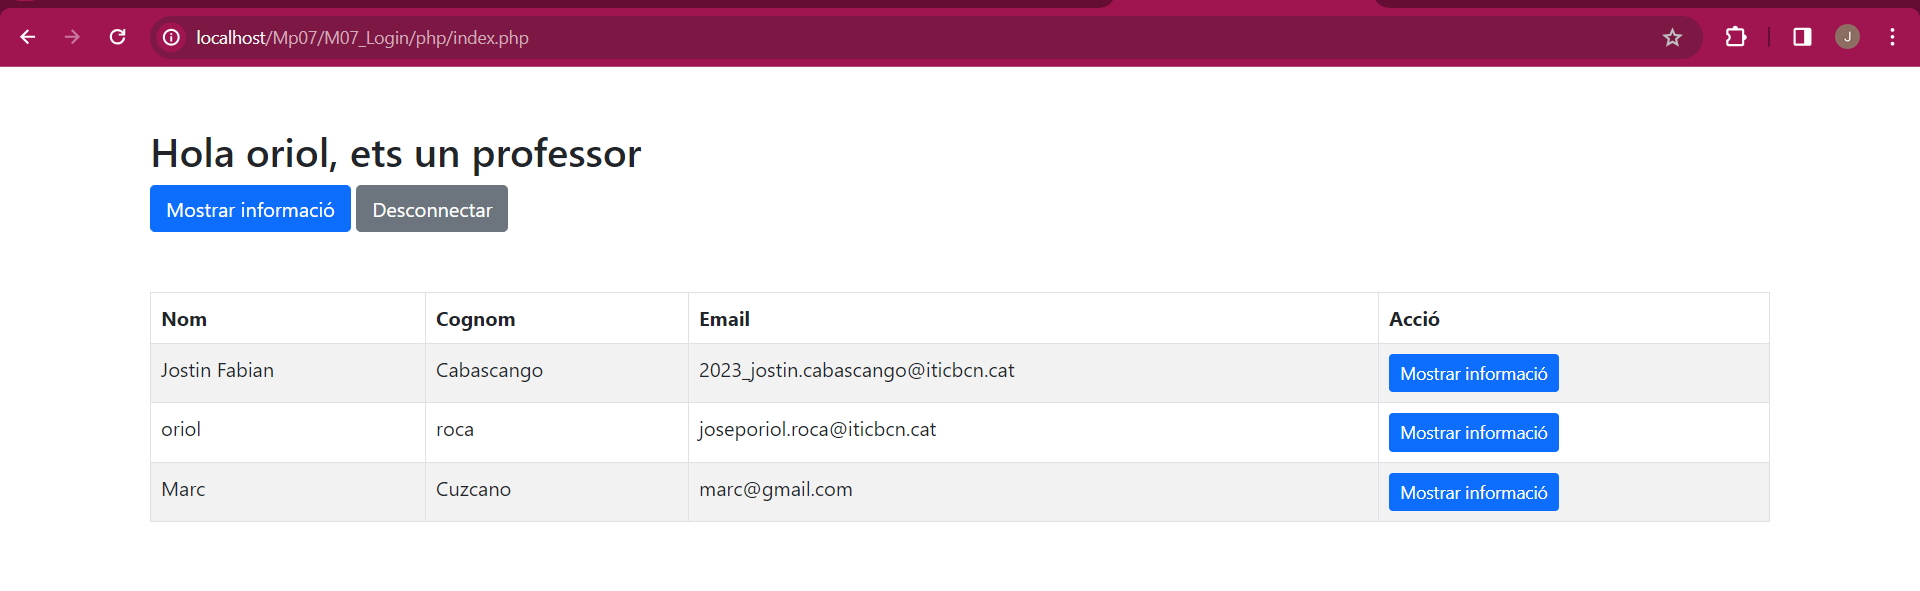 localhost/Mp07/M07_Login/php/index.php
J
Hola oriol, ets un professor
Mostrar informació Desconnectar
Nom Cognom Email Acció
Jostin Fabian Cabascango 2023_jostin.cabascango@iticbcn.cat Mostrar informació
oriol roca joseporiol.roca@iticbcn.cat Mostrar informació
Marc Cuzcano marc@gmail.com Mostrar informació